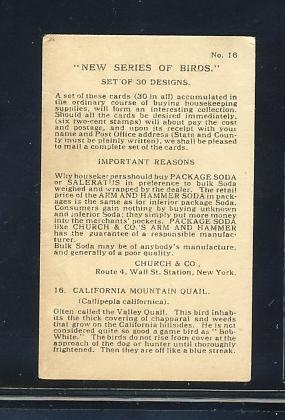 No. 16
"NEW SERIES OF BIRDS."
SET OF 30 DESIGNS.
A set of these cards (30 in all) accumulated in
the ordinary course of buying housekeeping
supplies, will form an interesting collection.
Should all the cards be desired immediately,
(six two-cent stamps) will about pay the cost
and postage, and upon its receipt with your
name and Post Office address (State and Coun-
ty must be plainly written), we shall be pleased
to mail a complete set of the cards.
IMPORTANT REASONS
Why housekeepers should buy PACKAGE SODA
or SALERATUS in preference to bulk Soda
weighed and wrapped by the dealer. The retail
price of the ARM AND HAMMER SODA in pack-
ages is the same as for inferior package Soda.
Consumers gain nothing by buying unknown
and inferior Soda; they simply put more money
into the merchants' pockets. PACKAGE SODA
like CHURCH & CO.'S ARM AND HAMMER
has the guarantee of a responsible manufac-
turer.
Bulk Soda may be of anybody's manufacture,
and generally of a poor quality.
CHURCH & CO.,
Route 4, Wall St. Station, New York.
16. CALIFORNIA MOUNTAIN QUAIL.
(Callipepla californica).
Often called the Valley Quail. This bird inhab-
its the thick covering of chapparal and weeds
that grow on the California hillsides. He is not
considered quite so good a game bird as "Bob-
White." The birds do not rise from cover at the
approach of the dog or hunter until thoroughly
frightened. Then they are off like a blue streak.